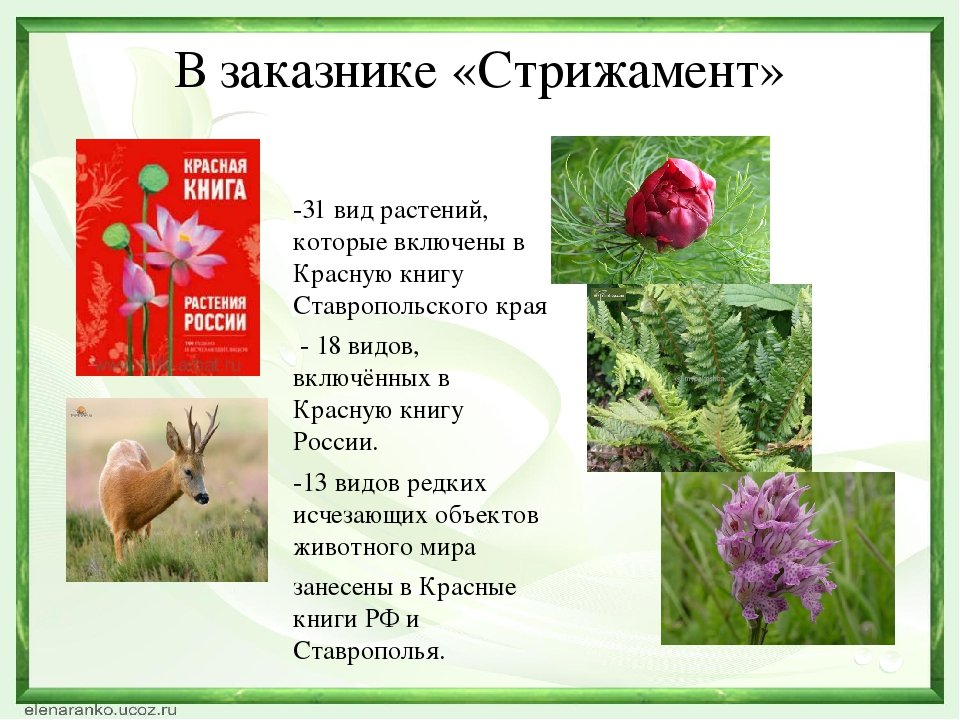 В заказнике «Стрижамент»
КРАСНАЯ
КНИГА
РАСТЕНИЯ
РОССИИ
-31 вид растений,
которые включены в
Красную книгу
Ставропольского края
- 18 видов,
включённых в
Красную книгу
России.
-13 видов редких
исчезающих объектов
животного мира
занесены в Красные
книги РФ и
Ставрополья.
elenaranko.ucoz.ru